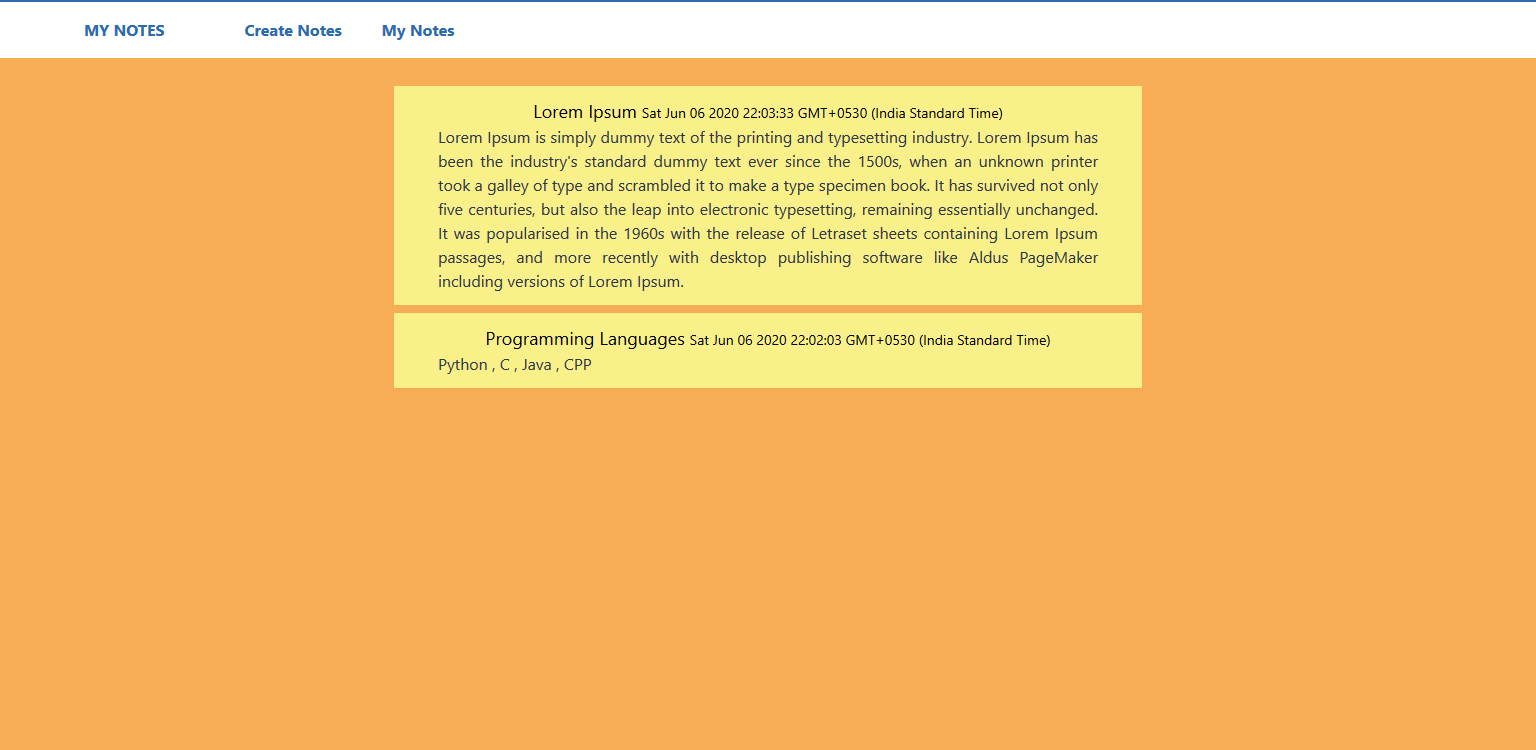 MY NOTES Create Notes My Notes
Lorem Ipsum Sat Jun 06 2020 22:03:33 GMT+0530 (India Standard Time)
Lorem Ipsum is simply dummy text of the printing and typesetting industry. Lorem Ipsum has
been the industry's standard dummy text ever since the 1500s, when an unknown printer
took a galley of type and scrambled it to make a type specimen book. It has survived not only
five centuries, but also the leap into electronic typesetting, remaining essentially unchanged.
It was popularised in the 1960s with the release of Letraset sheets containing Lorem Ipsum
passages, and more recently with desktop publishing software like Aldus PageMaker
including versions of Lorem Ipsum.
Programming Languages Sat Jun 06 2020 22:02:03 GMT+0530 (India Standard Time)
Python , C , Java , CPP